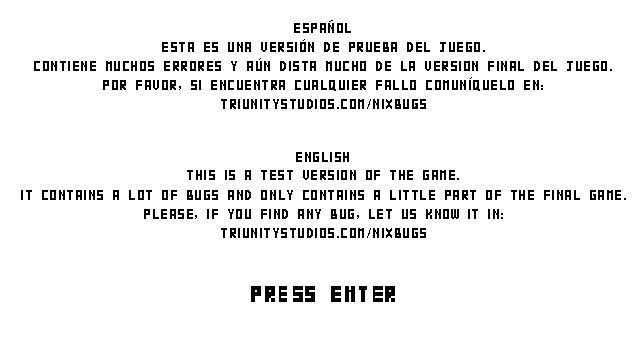 ESPAÑOL
ESTA ES UNA VERSIÓN DE PRUEBA DEL JUEGO.
CONTIENE MUCHOS ERRORES Y AÚN DISTA MUCHO DE LA VERSION FINAL DEL JUEGO.
POR FAVOR, SI ENCUENTRA CUALQUIER FALLO COMUNÍQUELO EN:
TRIUNITYSTUDIOS.COM/NIXBUGS
ENGLISH
THIS IS A TEST VERSION OF THE GAME.
IT CONTAINS A LOT OF BUGS AND ONLY CONTAINS A LITTLE PART OF THE FINAL GAME.
PLEASE, IF YOU FIND ANY BUG, LET US KNOW IT IN:
TRIUNITYSTUDIOS.COM/NIXBUGS
PRESS ENTER